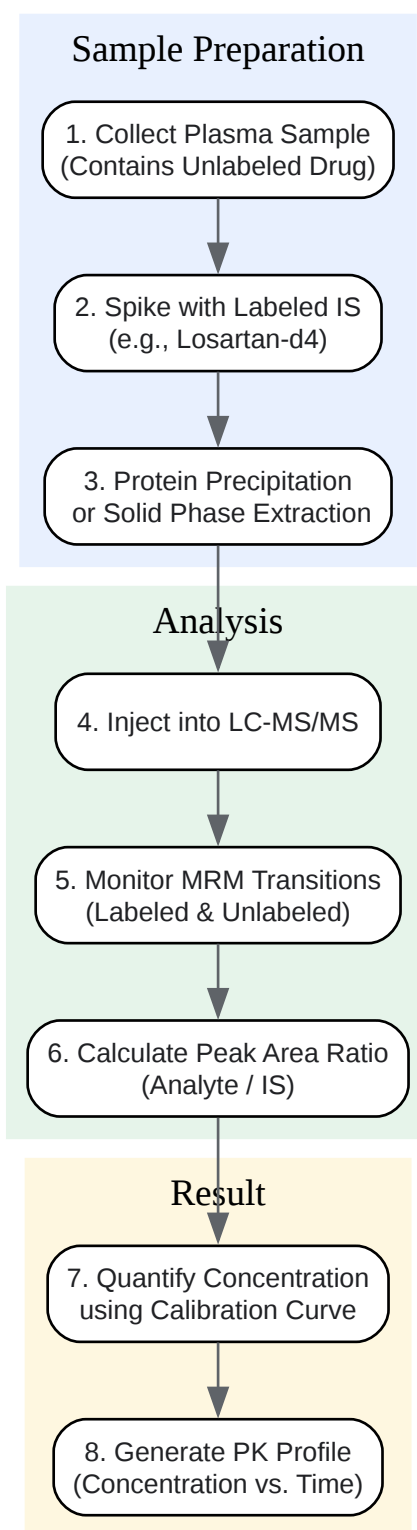 Sample Preparation
1. Collect Plasma Sample
(Contains Unlabeled Drug)
2. Spike with Labeled IS
(e.g., Losartan-d4)
3. Protein Precipitation
or Solid Phase Extraction
Analysis
4. Inject into LC-MS/MS
5. Monitor MRM Transitions
(Labeled & Unlabeled)
6. Calculate Peak Area Ratio
(Analyte / IS)
Result
7. Quantify Concentration
using Calibration Curve
8. Generate PK Profile
(Concentration vs. Time)